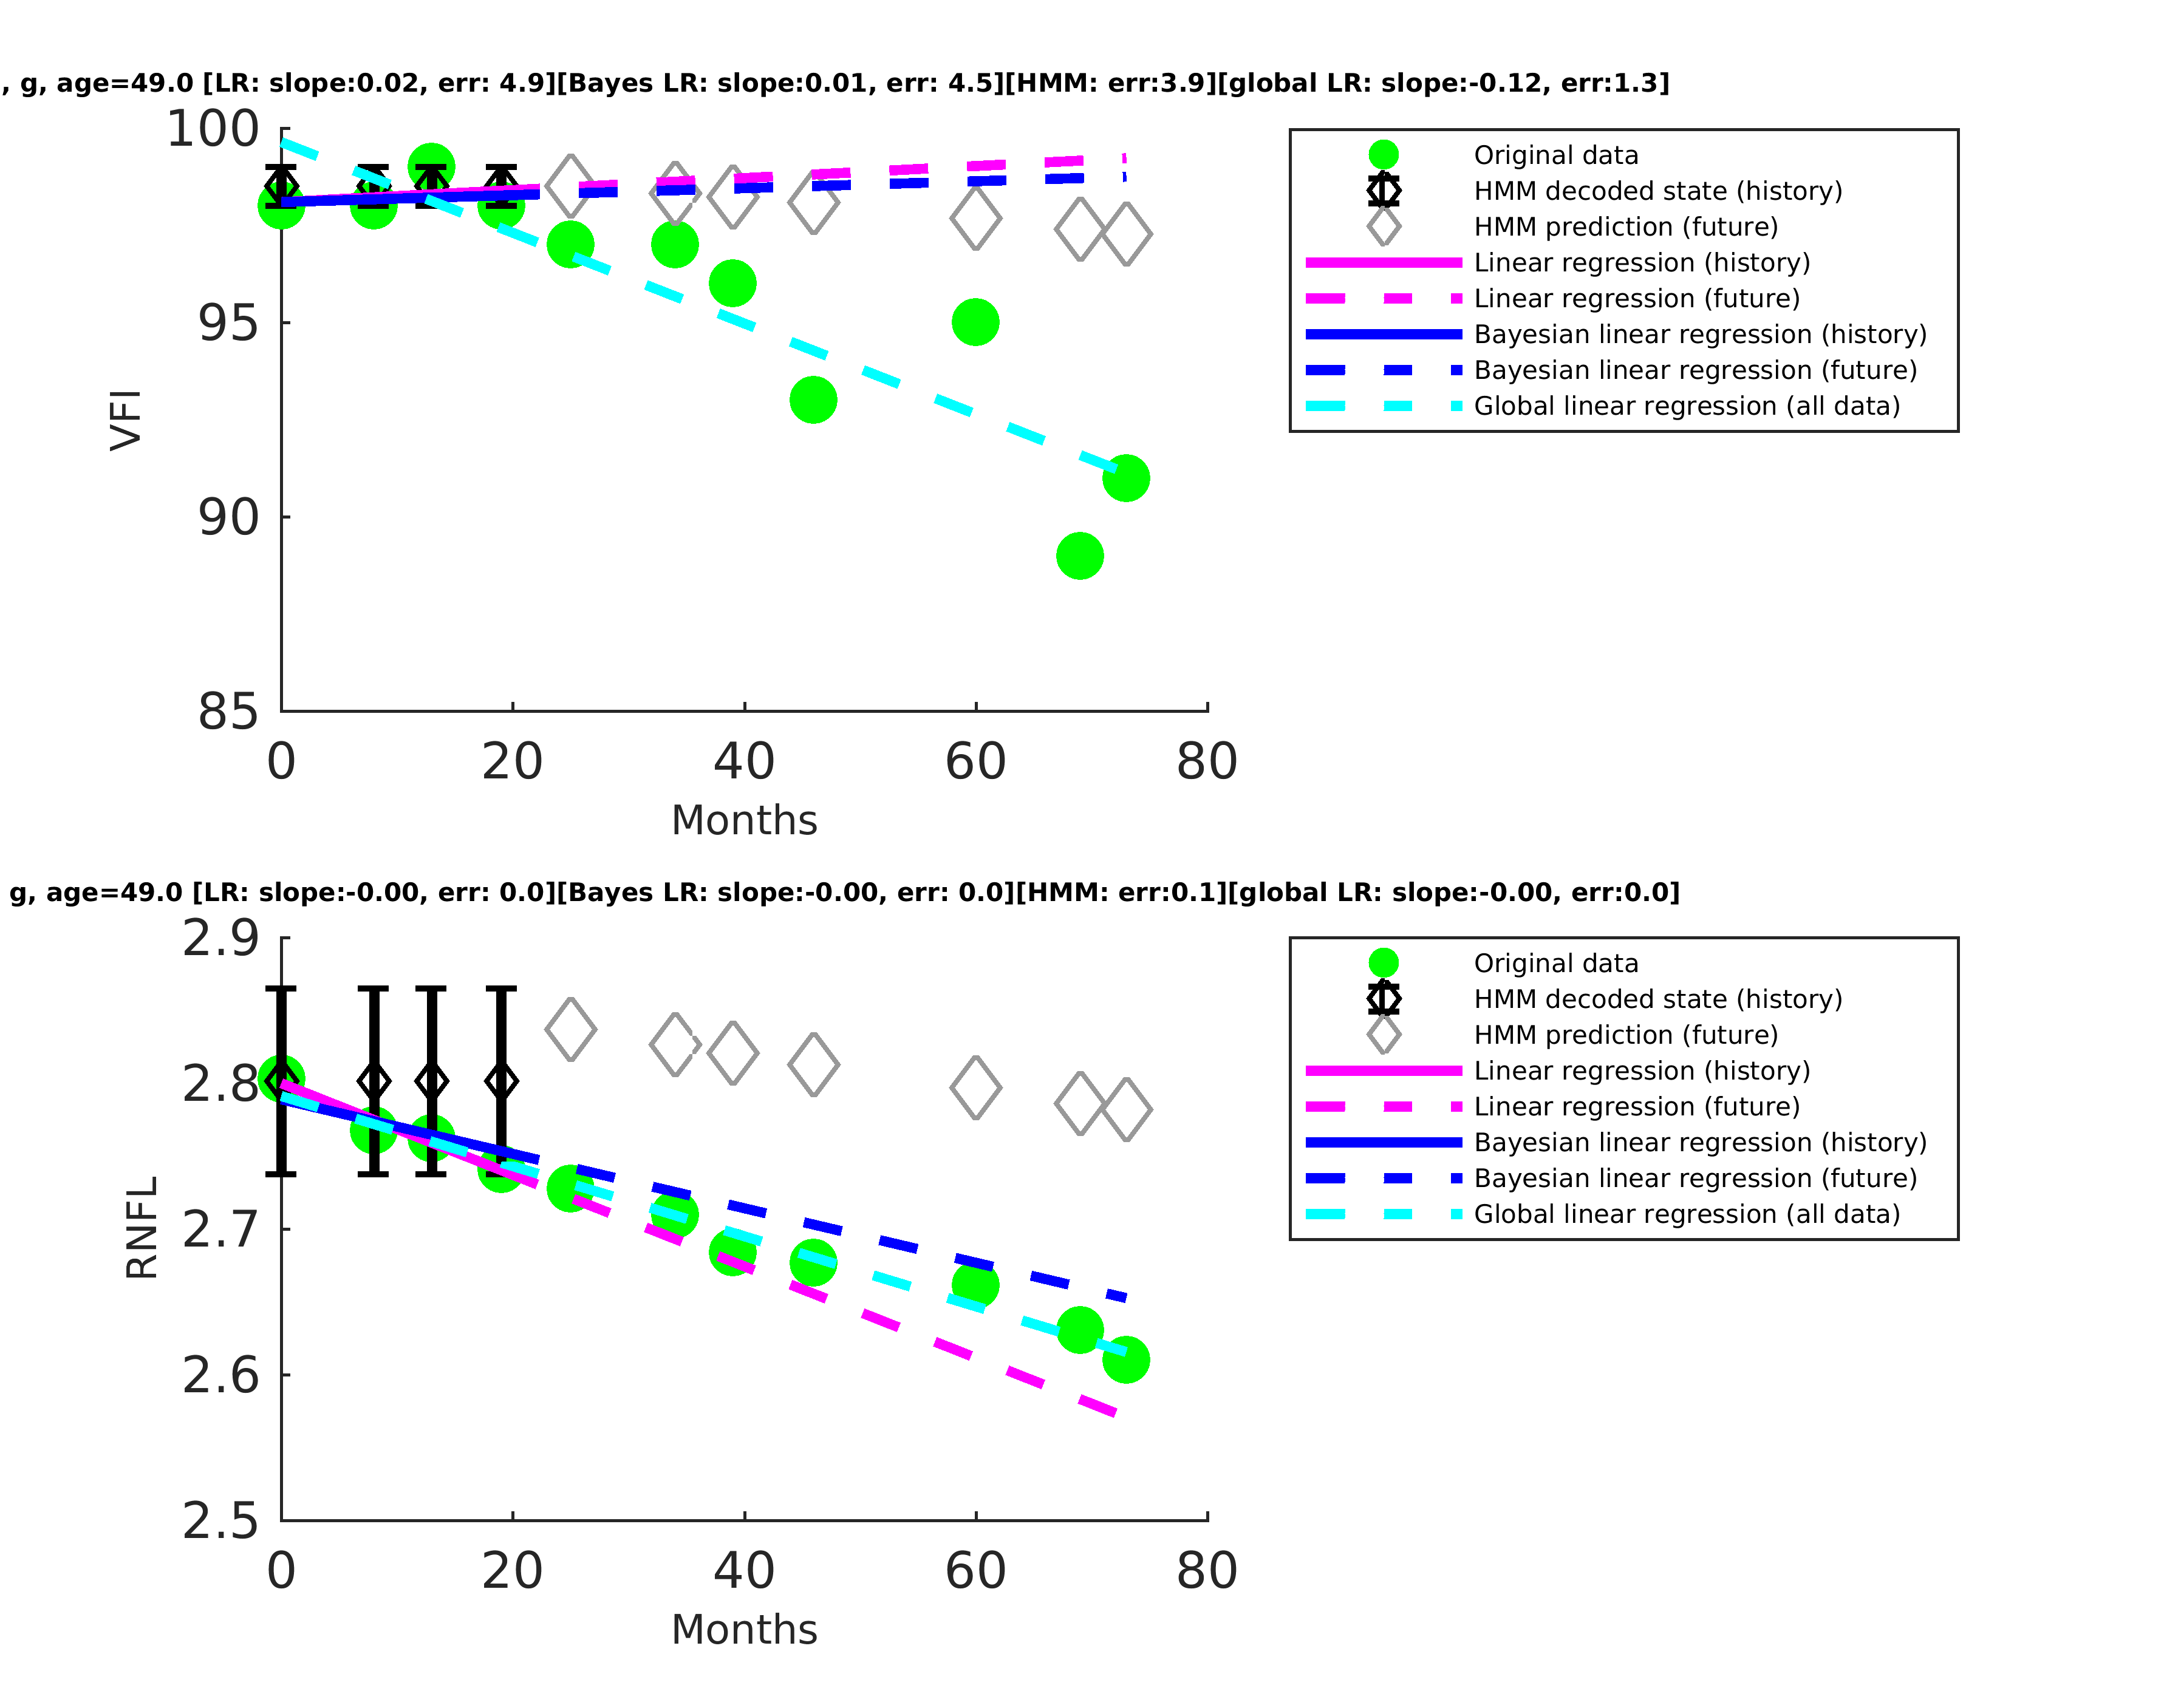 , g, age=49.0 [LR: slope:0.02, err: 4.9][Bayes LR: slope:0.01, err: 4.5][HMM: err:3.9][global LR: slope:-0.12, err:1.3]
100
95
90
85
VFI
0 20 40 60 80
Months
Original data
HMM decoded state (history)
HMM prediction (future)
Linear regression (history)
Linear regression (future)
Bayesian linear regression (history)
Bayesian linear regression (future)
Global linear regression (all data)
g, age=49.0 [LR: slope:-0.00, err: 0.0][Bayes LR: slope:-0.00, err: 0.0][HMM: err:0.1][global LR: slope:-0.00, err:0.0]
2.9
2.8
2.7
2.6
2.5
RNFL
0 20 40 60 80
Months
Original data
HMM decoded state (history)
HMM prediction (future)
Linear regression (history)
Linear regression (future)
Bayesian linear regression (history)
Bayesian linear regression (future)
Global linear regression (all data)